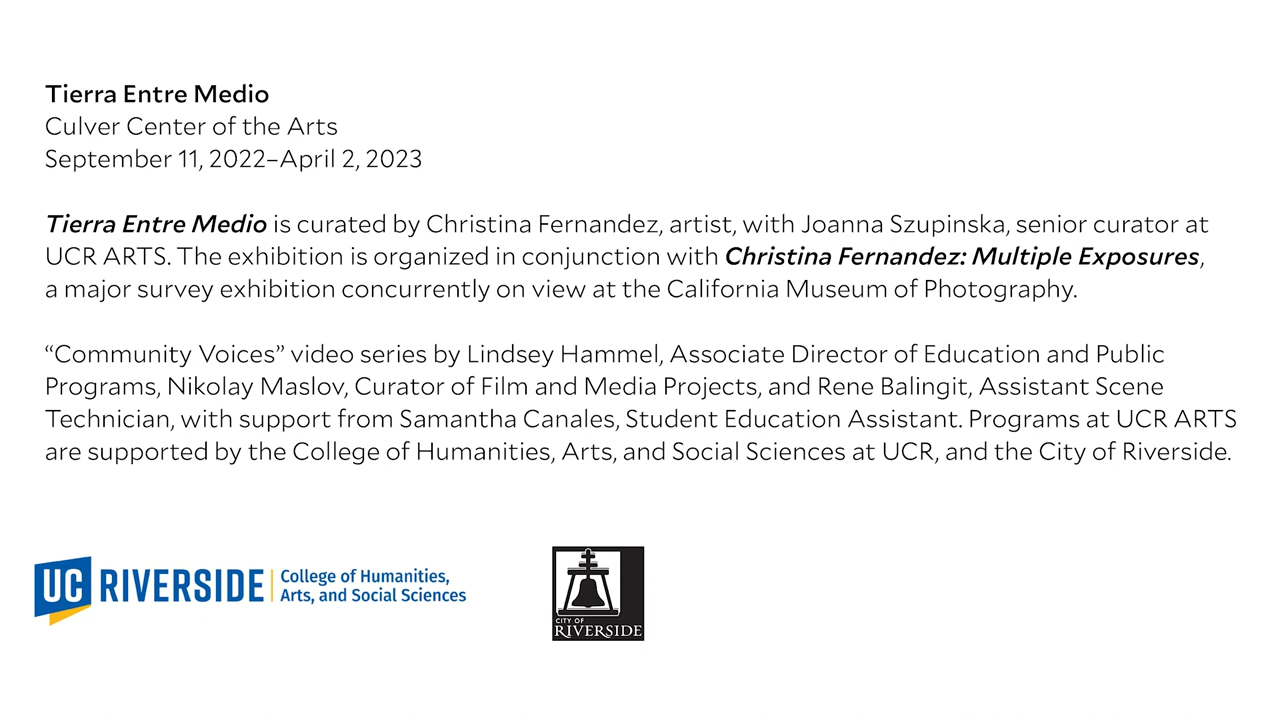 Tierra Entre Medio
Culver Center of the Arts
September 11, 2022–April 2, 2023
Tierra Entre Medio is curated by Christina Fernandez, artist, with Joanna Szupinska, senior curator at
UCR ARTS. The exhibition is organized in conjunction with Christina Fernandez: Multiple Exposures,
a major survey exhibition concurrently on view at the California Museum of Photography.
“Community Voices” video series by Lindsey Hammel, Associate Director of Education and Public
Programs, Nikolay Maslov, Curator of Film and Media Projects, and Rene Balingit, Assistant Scene
Technician, with support from Samantha Canales, Student Education Assistant. Programs at UCR ARTS
are supported by the College of Humanities, Arts, and Social Sciences at UCR, and the City of Riverside.
UC RIVERSIDE
College of Humanities,
Arts, and Social Sciences
CITY OF
RIVERSIDE